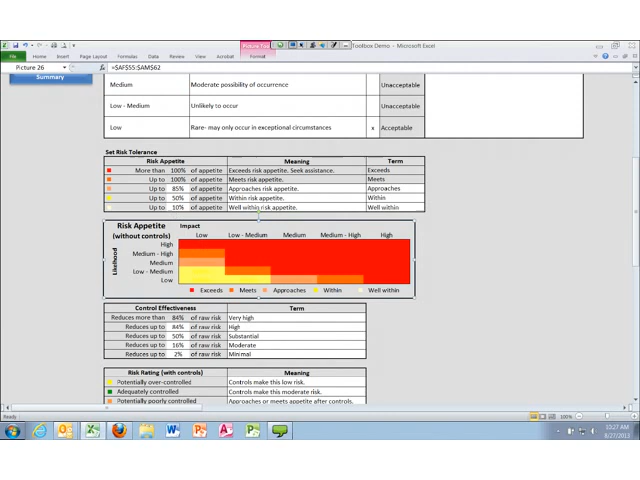 Picture Too
Toolbox Demo - Microsoft Excel
File Home Insert Page Layout Formulas Data Review View Acrobat Format
Picture 26 =$AF$55:$AM$62
Summary
Medium Moderate possibility of occurrence Unacceptable
Low - Medium Unlikely to occur Unacceptable
Low Rare- may only occur in exceptional circumstances x Acceptable
Set Risk Tolerance
Risk Appetite Meaning Term
More than 100% of appetite Exceeds risk appetite. Seek assistance. Exceeds
Up to 100% of appetite Meets risk appetite. Meets
Up to 85% of appetite Approaches risk appetite. Approaches
Up to 50% of appetite Within risk appetite. Within
Up to 10% of appetite Well within risk appetite. Well within
Risk Appetite Impact
(without controls) Low Low - Medium Medium Medium - High High
Likelihood
High
Medium - High
Medium
Low - Medium
Low
Exceeds Meets Approaches Within Well within
Control Effectiveness Term
Reduces more than 84% of raw risk Very high
Reduces up to 84% of raw risk High
Reduces up to 50% of raw risk Substantial
Reduces up to 16% of raw risk Moderate
Reduces up to 2% of raw risk Minimal
Risk Rating (with controls) Meaning
Potentially over-controlled Controls make this low risk.
Adequately controlled Controls make this moderate risk.
Potentially poorly controlled Approaches or meets appetite after controls.
Ready 100%
10:27 AM
8/27/2013